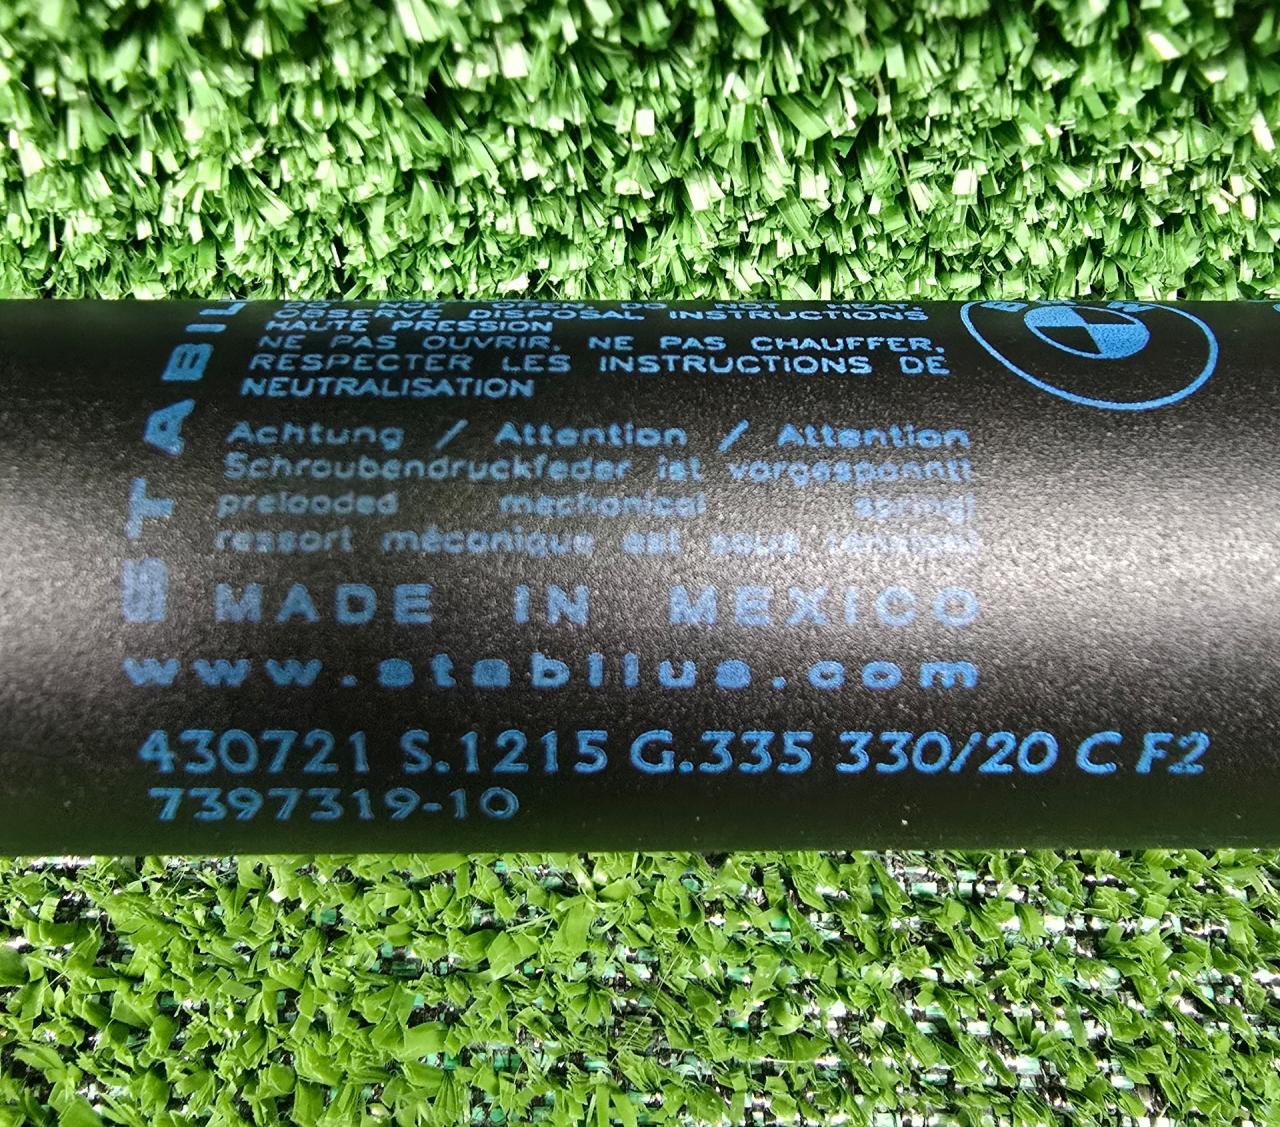 STABIL
DO NOT OPEN, DO NOT HEAT
OBSERVE DISPOSAL INSTRUCTIONS
HAUTE PRESSION
NE PAS OUVRIR, NE PAS CHAUFFER,
RESPECTER LES INSTRUCTIONS DE
NEUTRALISATION
Achtung / Attention / Attention
Schraubendruckfeder ist vorgespannt!
preloaded mechanical spring!
ressort mécanique est sous tension!
MADE IN MEXICO
www.stabilus.com
430721 S.1215 G.335 330/20 C F2
7397319-10